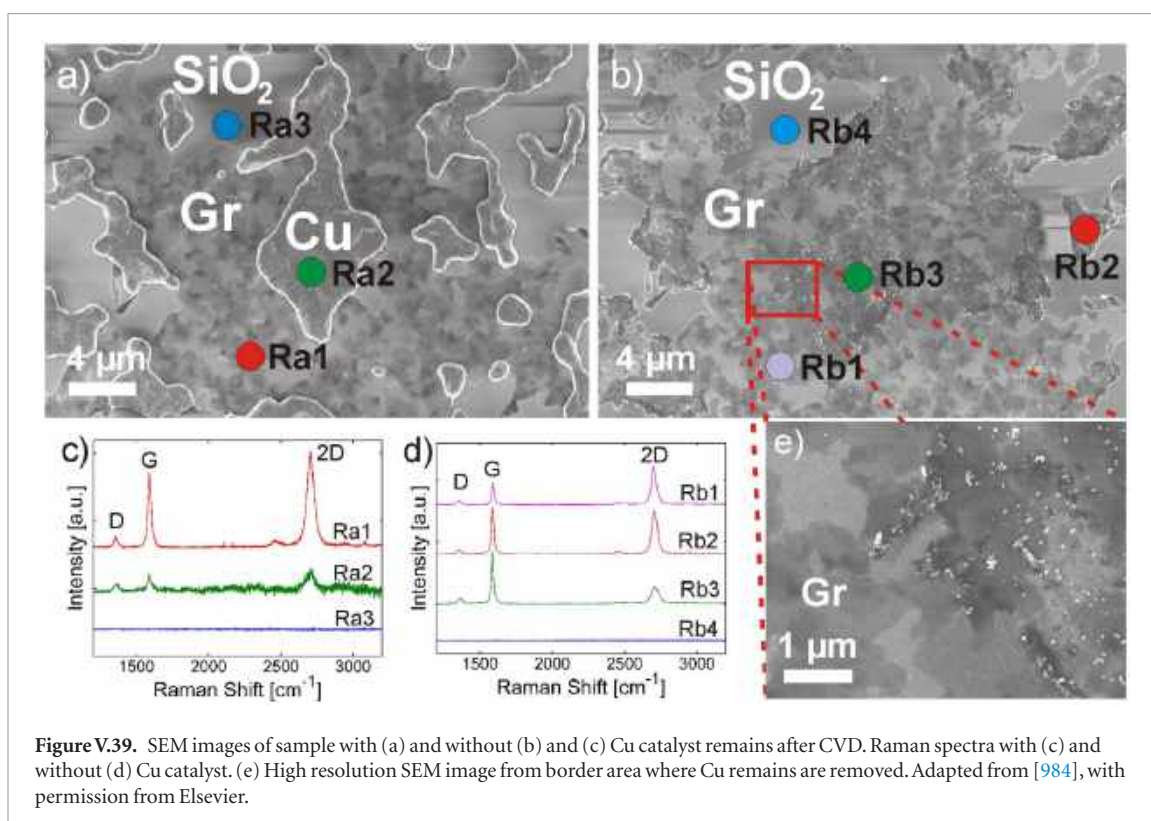 a)
SiO2
Ra3
Gr
Cu
Ra2
Ra1
4 µm
b)
SiO2
Rb4
Gr
Rb2
Rb3
Rb1
4 µm
c)
G
2D
D
Ra1
Ra2
Ra3
Intensity [a.u.]
1500 2000 2500 3000
Raman Shift [cm-1]
d)
D
G
2D
Rb1
Rb2
Rb3
Rb4
Intensity [a.u.]
1500 2000 2500 3000
Raman Shift [cm-1]
e)
Gr
1 µm
Figure V.39. SEM images of sample with (a) and without (b) and (c) Cu catalyst remains after CVD. Raman spectra with (c) and
without (d) Cu catalyst. (e) High resolution SEM image from border area where Cu remains are removed. Adapted from [984], with
permission from Elsevier.